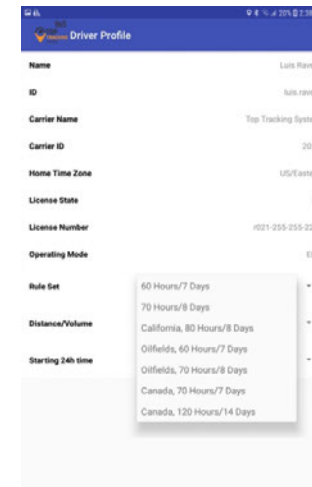 20%
Driver Profile
Name
Luis Rave
ID
luis.rave
Carrier Name
Top Tracking Syste
Carrier ID
20
Home Time Zone
US/Easte
License State
License Number
r021-255-255-22
Operating Mode
El
Rule Set
60 Hours/7 Days
70 Hours/8 Days
California, 80 Hours/8 Days
Oilfields, 60 Hours/7 Days
Oilfields, 70 Hours/8 Days
Canada, 70 Hours/7 Days
Canada, 120 Hours/14 Days
Distance/Volume
Starting 24h time